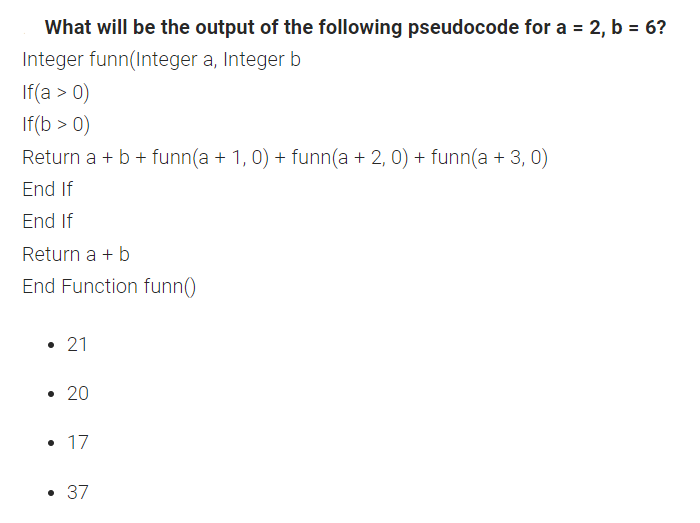 What will be the output of the following pseudocode for a = 2, b = 6?
Integer funn(Integer a, Integer b
If(a > 0)
If(b > 0)
Return a + b + funn(a + 1, 0) + funn(a + 2, 0) + funn(a + 3, 0)
End If
End If
Return a + b
End Function funn()
• 21
• 20
• 17
• 37